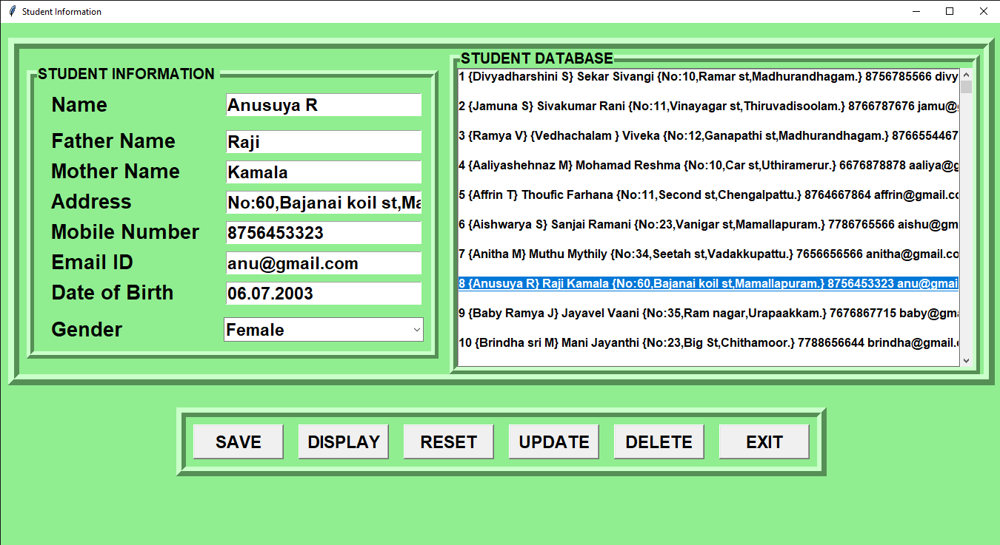 Student Information
STUDENT INFORMATION
Name
Anusuya R
Father Name
Raji
Mother Name
Kamala
Address
No:60,Bajanai koil st,Ma
Mobile Number
8756453323
Email ID
anu@gmail.com
Date of Birth
06.07.2003
Gender
Female
STUDENT DATABASE
1 {Divyadharshini S} Sekar Sivangi {No:10,Ramar st,Madhurandhagam.} 8756785566 divy
2 {Jamuna S} Sivakumar Rani {No:11,Vinayagar st,Thiruvadisoolam.} 8766787676 jamu@g
3 {Ramya V} {Vedhachalam } Viveka {No:12,Ganapathi st,Madhurandhagam.} 8766554467
4 {Aaliyashehnaz M} Mohamad Reshma {No:10,Car st,Uthiramerur.} 6676878878 aaliya@g
5 {Affrin T} Thoufic Farhana {No:11,Second st,Chengalpattu.} 8764667864 affrin@gmail.co
6 {Aishwarya S} Sanjai Ramani {No:23,Vanigar st,Mamallapuram.} 7786765566 aishu@gm
7 {Anitha M} Muthu Mythily {No:34,Seetah st,Vadakkupattu.} 7656656566 anitha@gmail.co
8 {Anusuya R} Raji Kamala {No:60,Bajanai koil st,Mamallapuram.} 8756453323 anu@gmai
9 {Baby Ramya J} Jayavel Vaani {No:35,Ram nagar,Urapaakkam.} 7676867715 baby@gma
10 {Brindha sri M} Mani Jayanthi {No:23,Big St,Chithamoor.} 7788656644 brindha@gmail.c
SAVE
DISPLAY
RESET
UPDATE
DELETE
EXIT